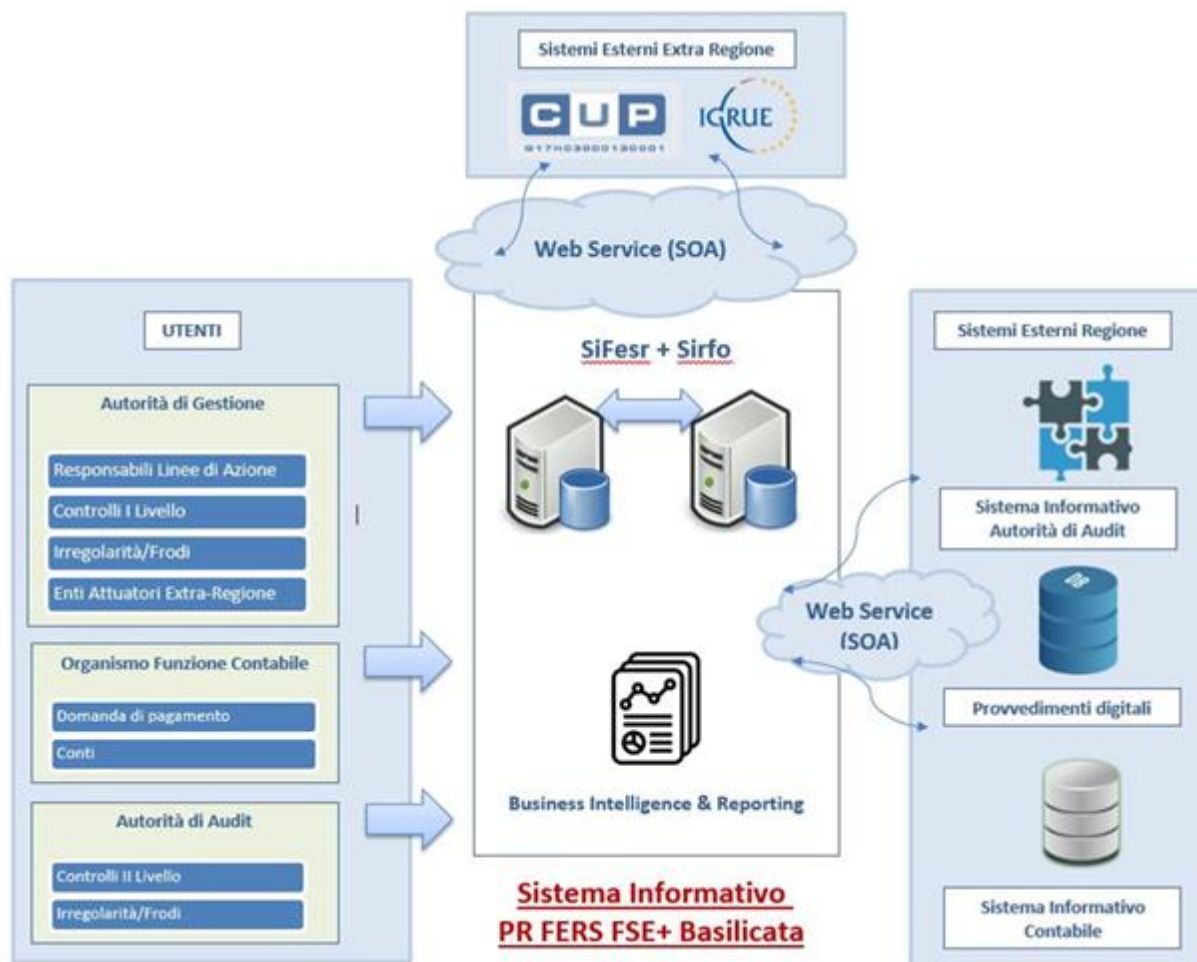 Sistemi Esterni Extra Regione
CUP
G17H03000130001
IGRUE
Web Service (SOA)
UTENTI
Autorità di Gestione
Responsabili Linee di Azione
Controlli I Livello
Irregolarità/Frodi
Enti Attuatori Extra-Regione
Organismo Funzione Contabile
Domanda di pagamento
Conti
Autorità di Audit
Controlli II Livello
Irregolarità/Frodi
SiFesr + Sirfo
Business Intelligence & Reporting
Sistema Informativo
PR FERS FSE+ Basilicata
Web Service
(SOA)
Sistemi Esterni Regione
Sistema Informativo
Autorità di Audit
DB
Provvedimenti digitali
Sistema Informativo
Contabile